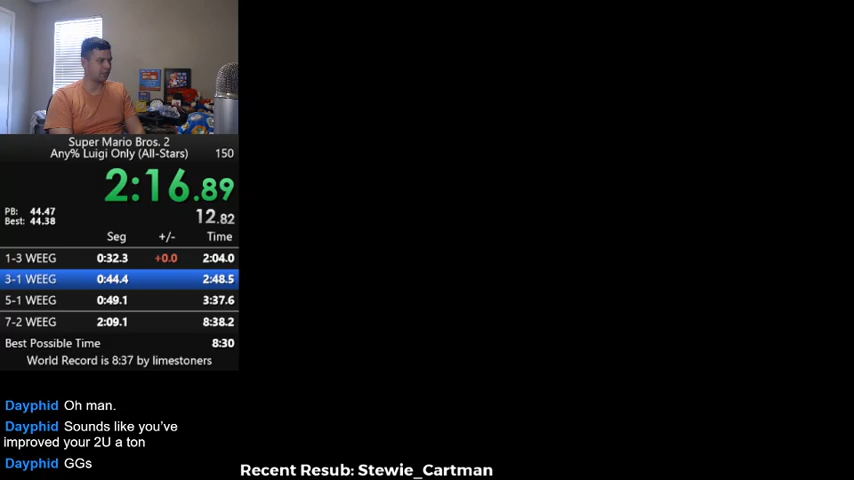 Super Mario Bros. 2
Any% Luigi Only (All-Stars) 150
2:16.89
PB: 44.47
Best: 44.38
12.82
Seg +/- Time
1-3 WEEG 0:32.3 +0.0 2:04.0
3-1 WEEG 0:44.4 2:48.5
5-1 WEEG 0:49.1 3:37.6
7-2 WEEG 2:09.1 8:38.2
Best Possible Time 8:30
World Record is 8:37 by limestoners
Dayphid Oh man.
Dayphid Sounds like you've
improved your 2U a ton
Dayphid GGs
Recent Resub: Stewie_Cartman